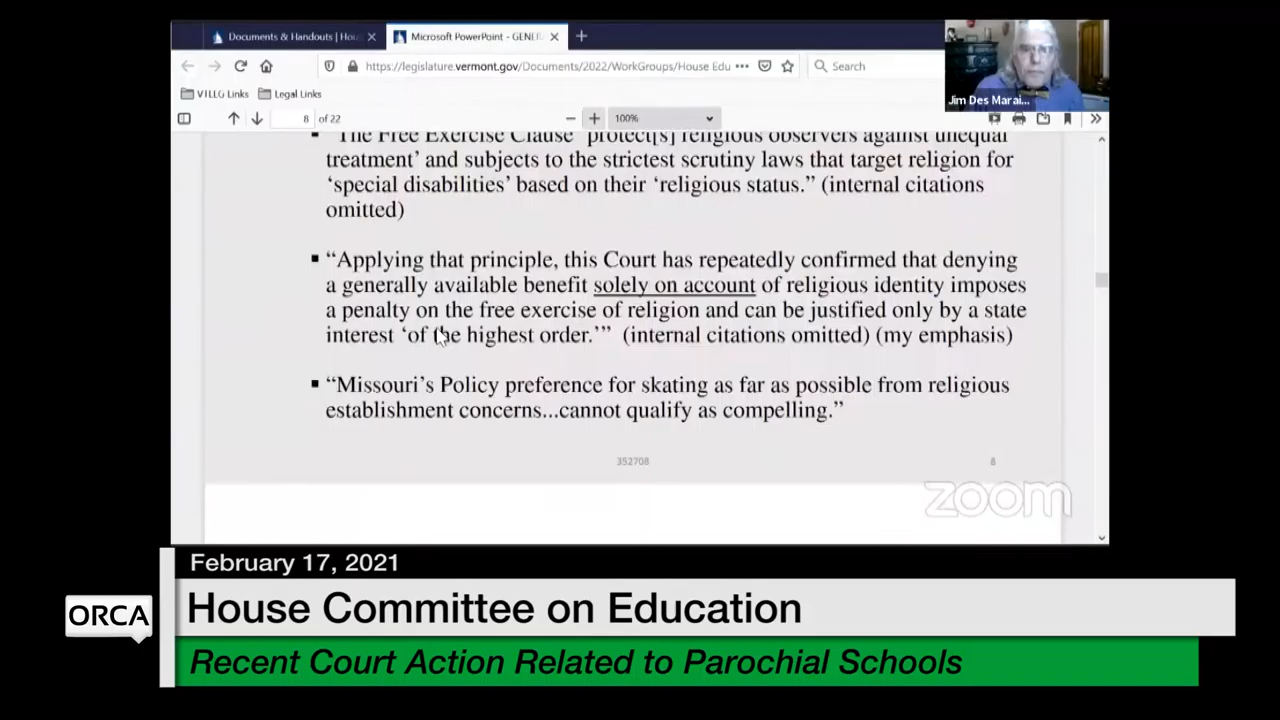 Documents & Handouts | Hou
Microsoft PowerPoint - GENER
https://legislature.vermont.gov/Documents/2022/WorkGroups/House Edu
Search
VT LEG Links
Legal Links
8 of 22
100%
Jim Des Marai...
"The Free Exercise Clause 'protect[s] religious observers against unequal
treatment' and subjects to the strictest scrutiny laws that target religion for
‘special disabilities’ based on their ‘religious status.” (internal citations
omitted)
▪ “Applying that principle, this Court has repeatedly confirmed that denying
a generally available benefit solely on account of religious identity imposes
a penalty on the free exercise of religion and can be justified only by a state
interest ‘of the highest order.’” (internal citations omitted) (my emphasis)
▪ “Missouri’s Policy preference for skating as far as possible from religious
establishment concerns...cannot qualify as compelling.”
352708
8
zoom
February 17, 2021
ORCA
House Committee on Education
Recent Court Action Related to Parochial Schools